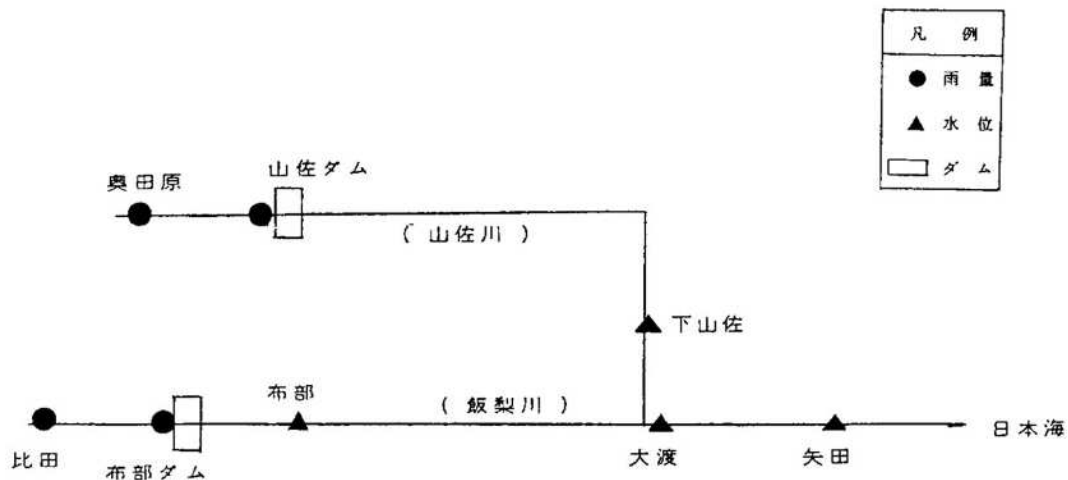 凡例
雨量
水位
ダム
山佐ダム
奥田原
(山佐川)
下山佐
布部
(飯梨川)
日本海
比田
布部ダム
大渡
矢田